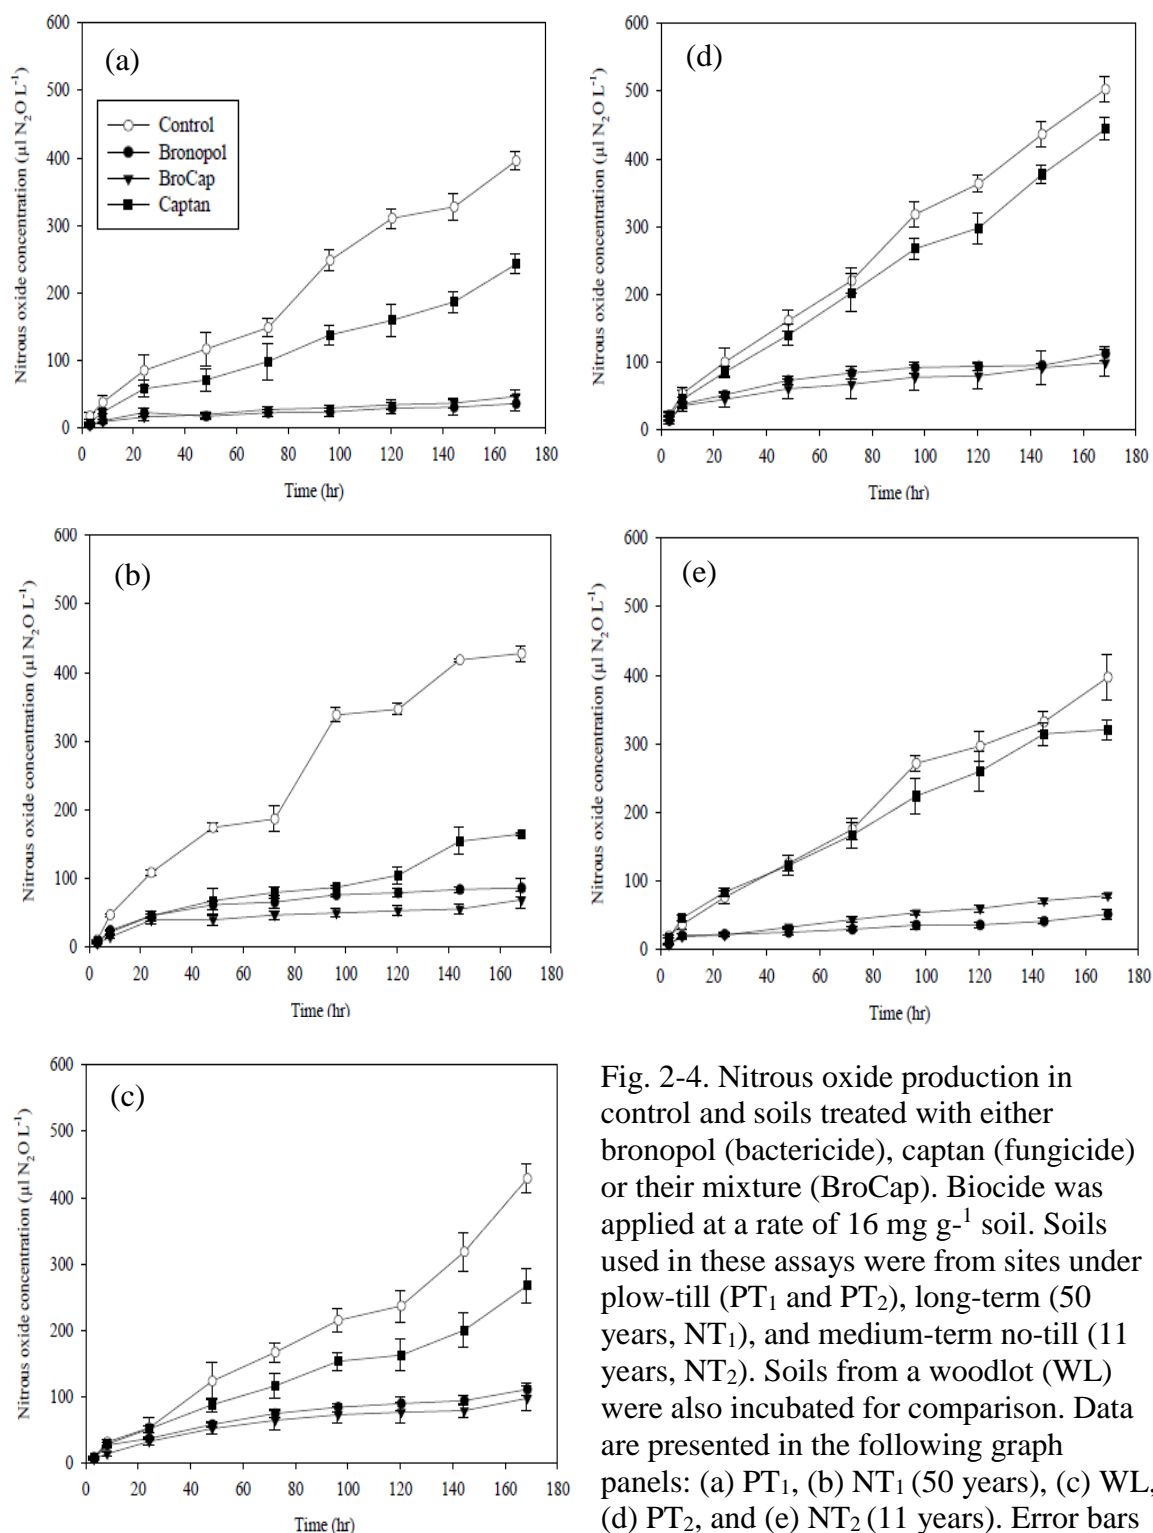 (a)
Nitrous oxide concentration (µl N₂O L⁻¹)
600
500
400
300
200
100
0
Control
Bronopol
BroCap
Captan
0 20 40 60 80 100 120 140 160 180
Time (hr)
(d)
Nitrous oxide concentration (µl N₂O L⁻¹)
600
500
400
300
200
100
0
0 20 40 60 80 100 120 140 160 180
Time (hr)
(b)
Nitrous oxide concentration (µl N₂O L⁻¹)
600
500
400
300
200
100
0
0 20 40 60 80 100 120 140 160 180
Time (hr)
(e)
Nitrous oxide concentration (µl N₂O L⁻¹)
600
500
400
300
200
100
0
0 20 40 60 80 100 120 140 160 180
Time (hr)
(c)
Nitrous oxide concentration (µl N₂O L⁻¹)
600
500
400
300
200
100
0
0 20 40 60 80 100 120 140 160 180
Time (hr)
Fig. 2-4. Nitrous oxide production in
control and soils treated with either
bronopol (bactericide), captan (fungicide)
or their mixture (BroCap). Biocide was
applied at a rate of 16 mg g-¹ soil. Soils
used in these assays were from sites under
plow-till (PT₁ and PT₂), long-term (50
years, NT₁), and medium-term no-till (11
years, NT₂). Soils from a woodlot (WL)
were also incubated for comparison. Data
are presented in the following graph
panels: (a) PT₁, (b) NT₁ (50 years), (c) WL,
(d) PT₂, and (e) NT₂ (11 years). Error bars